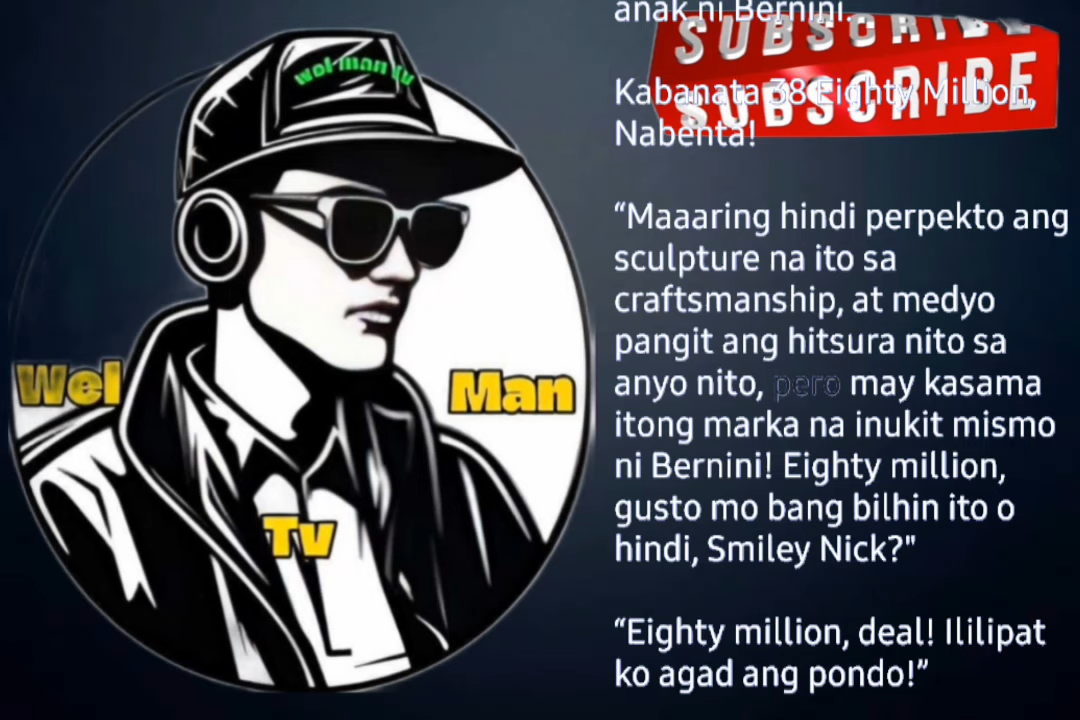 anak ni Bernini.
SUBSCRIBE
SUBSCRIBE
Kabanata 38 Eighty Million,
Nabenta!
“Maaaring hindi perpekto ang
sculpture na ito sa
craftsmanship, at medyo
pangit ang hitsura nito sa
anyo nito, pero may kasama
itong marka na inukit mismo
ni Bernini! Eighty million,
gusto mo bang bilhin ito o
hindi, Smiley Nick?"
“Eighty million, deal! Ililipat
ko agad ang pondo!”
wel man tv
Wel
Man
Tv